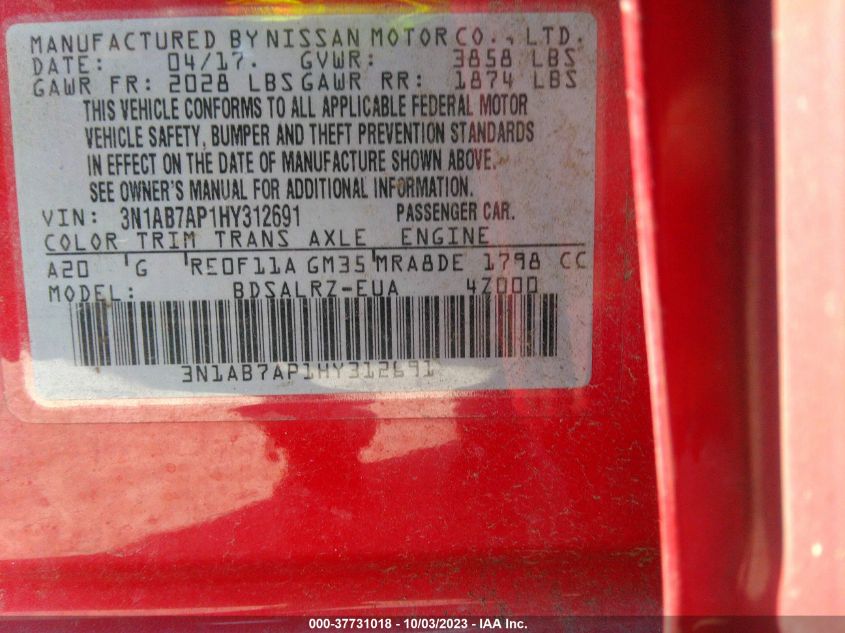 MANUFACTURED BY NISSAN MOTOR CO., LTD.
DATE: 04/17. GVWR: 3858 LBS
GAWR FR: 2028 LBS GAWR RR: 1874 LBS
THIS VEHICLE CONFORMS TO ALL APPLICABLE FEDERAL MOTOR
VEHICLE SAFETY, BUMPER AND THEFT PREVENTION STANDARDS
IN EFFECT ON THE DATE OF MANUFACTURE SHOWN ABOVE.
SEE OWNER'S MANUAL FOR ADDITIONAL INFORMATION.
VIN: 3N1AB7AP1HY312691 PASSENGER CAR.
COLOR TRIM TRANS AXLE ENGINE
A20 G RE0F11A GM35 MRA8DE 1798 CC
MODEL: BDSALRZ-EUA 4Z000
3N1AB7AP1HY312691
000-37731018 - 10/03/2023 - IAA Inc.